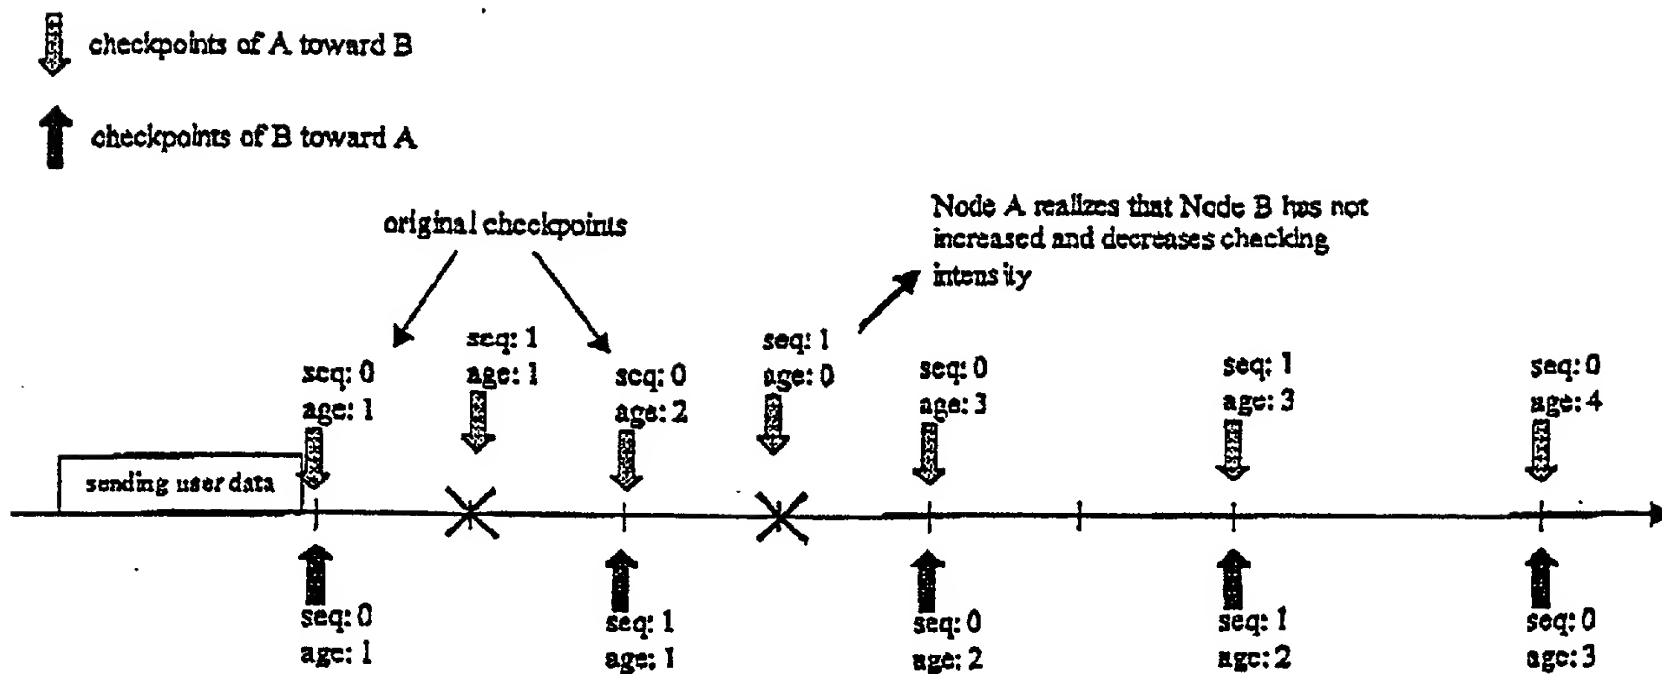 checkpoints of A toward B
checkpoints of B toward A
original checkpoints
Node A realizes that Node B has not
increased and decreases checking
intensity
seq: 0
age: 1
seq: 1
age: 1
seq: 0
age: 2
seq: 1
age: 0
seq: 0
age: 3
seq: 1
age: 3
seq: 0
age: 4
sending user data
seq: 0
age: 1
seq: 1
age: 1
seq: 0
age: 2
seq: 1
age: 2
seq: 0
age: 3